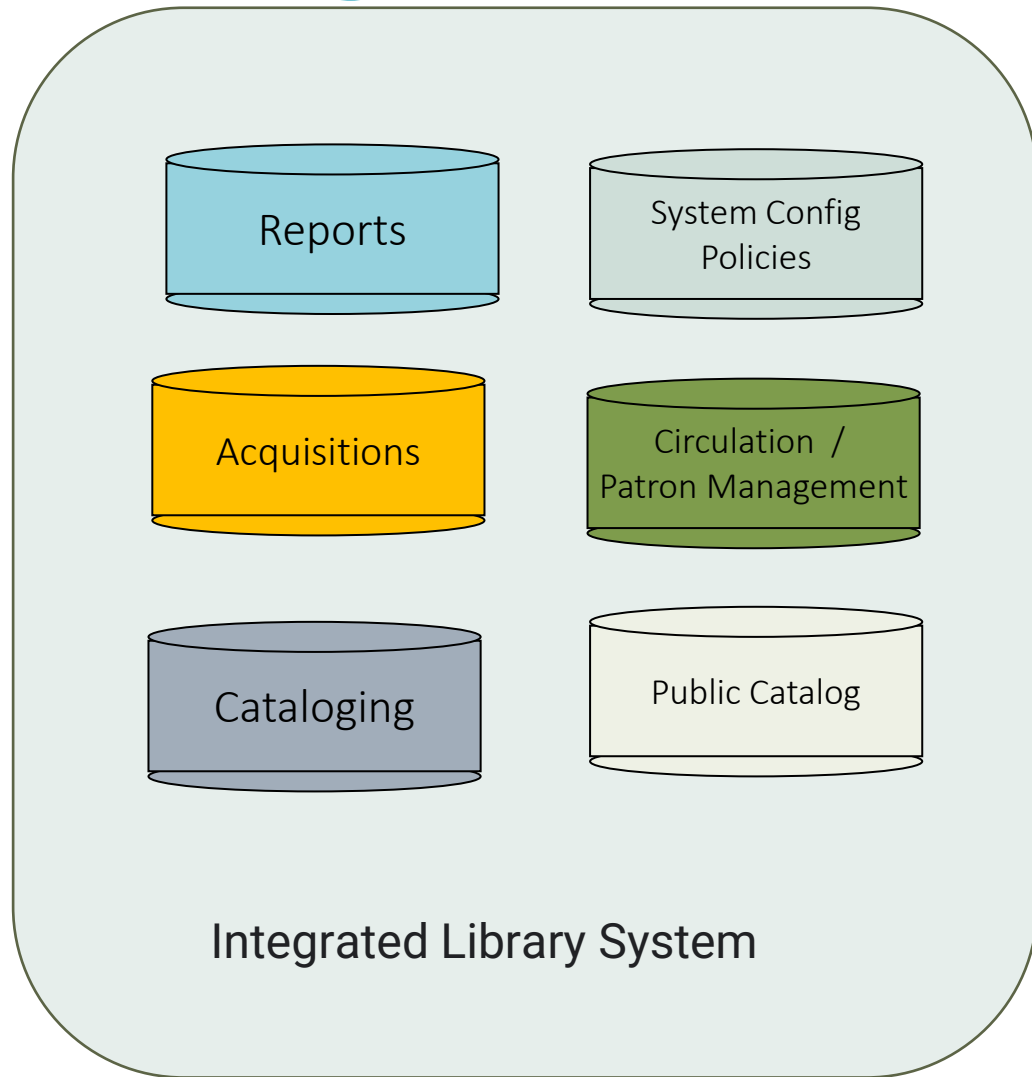 Reports
System Config
Policies
Acquisitions
Circulation /
Patron Management
Cataloging
Public Catalog
Integrated Library System